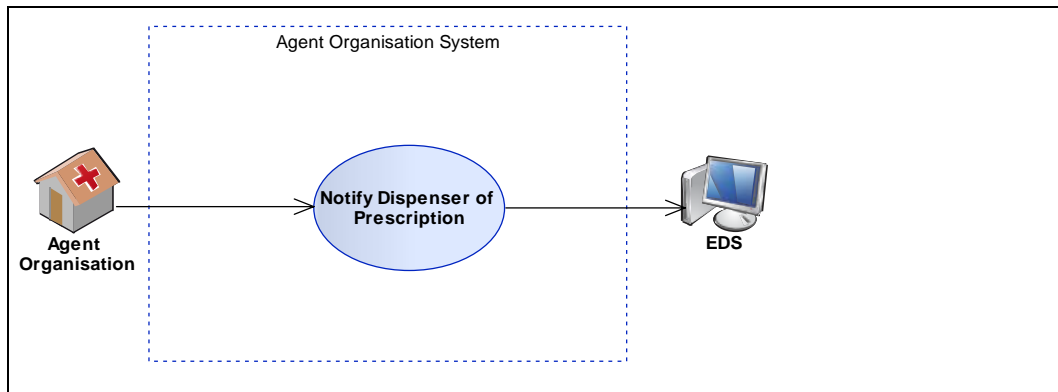 Agent Organisation System
Notify Dispenser of
Prescription
Agent
Organisation
EDS